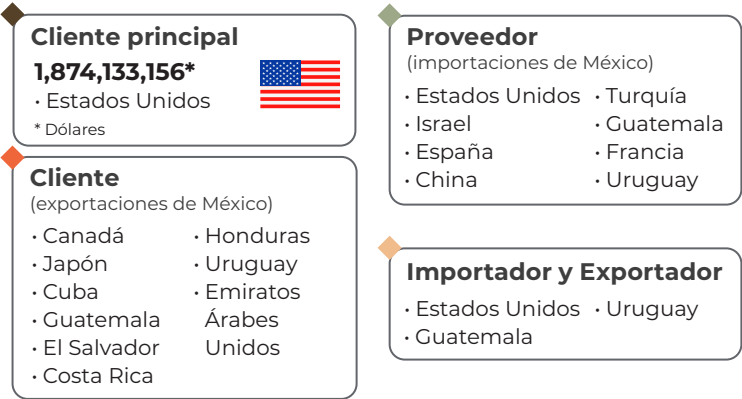 Cliente principal
1,874,133,156*
· Estados Unidos
* Dólares
Cliente
(exportaciones de México)
· Canadá
· Japón
· Cuba
· Guatemala
· El Salvador
· Costa Rica
· Honduras
· Uruguay
· Emiratos
Árabes
Unidos
Proveedor
(importaciones de México)
· Estados Unidos
· Israel
· España
· China
· Turquía
· Guatemala
· Francia
· Uruguay
Importador y Exportador
· Estados Unidos
· Guatemala
· Uruguay